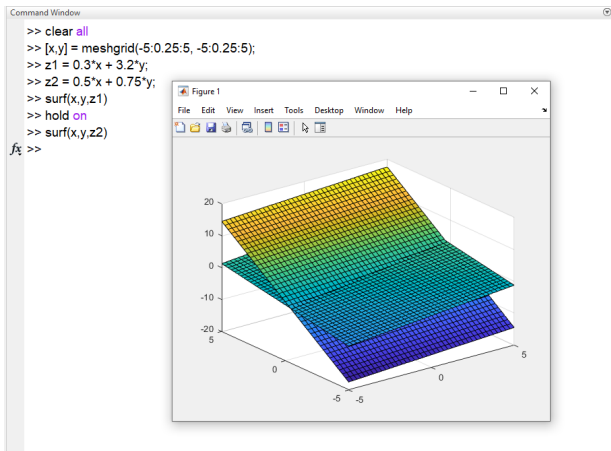 Command Window
>> clear all
>> [x,y] = meshgrid(-5:0.25:5, -5:0.25:5);
>> z1 = 0.3*x + 3.2*y;
>> z2 = 0.5*x + 0.75*y;
>> surf(x,y,z1)
>> hold on
>> surf(x,y,z2)
fx >>
Figure 1
File Edit View Insert Tools Desktop Window Help
20
10
0
-10
-20
5
0
-5
-5
0
5